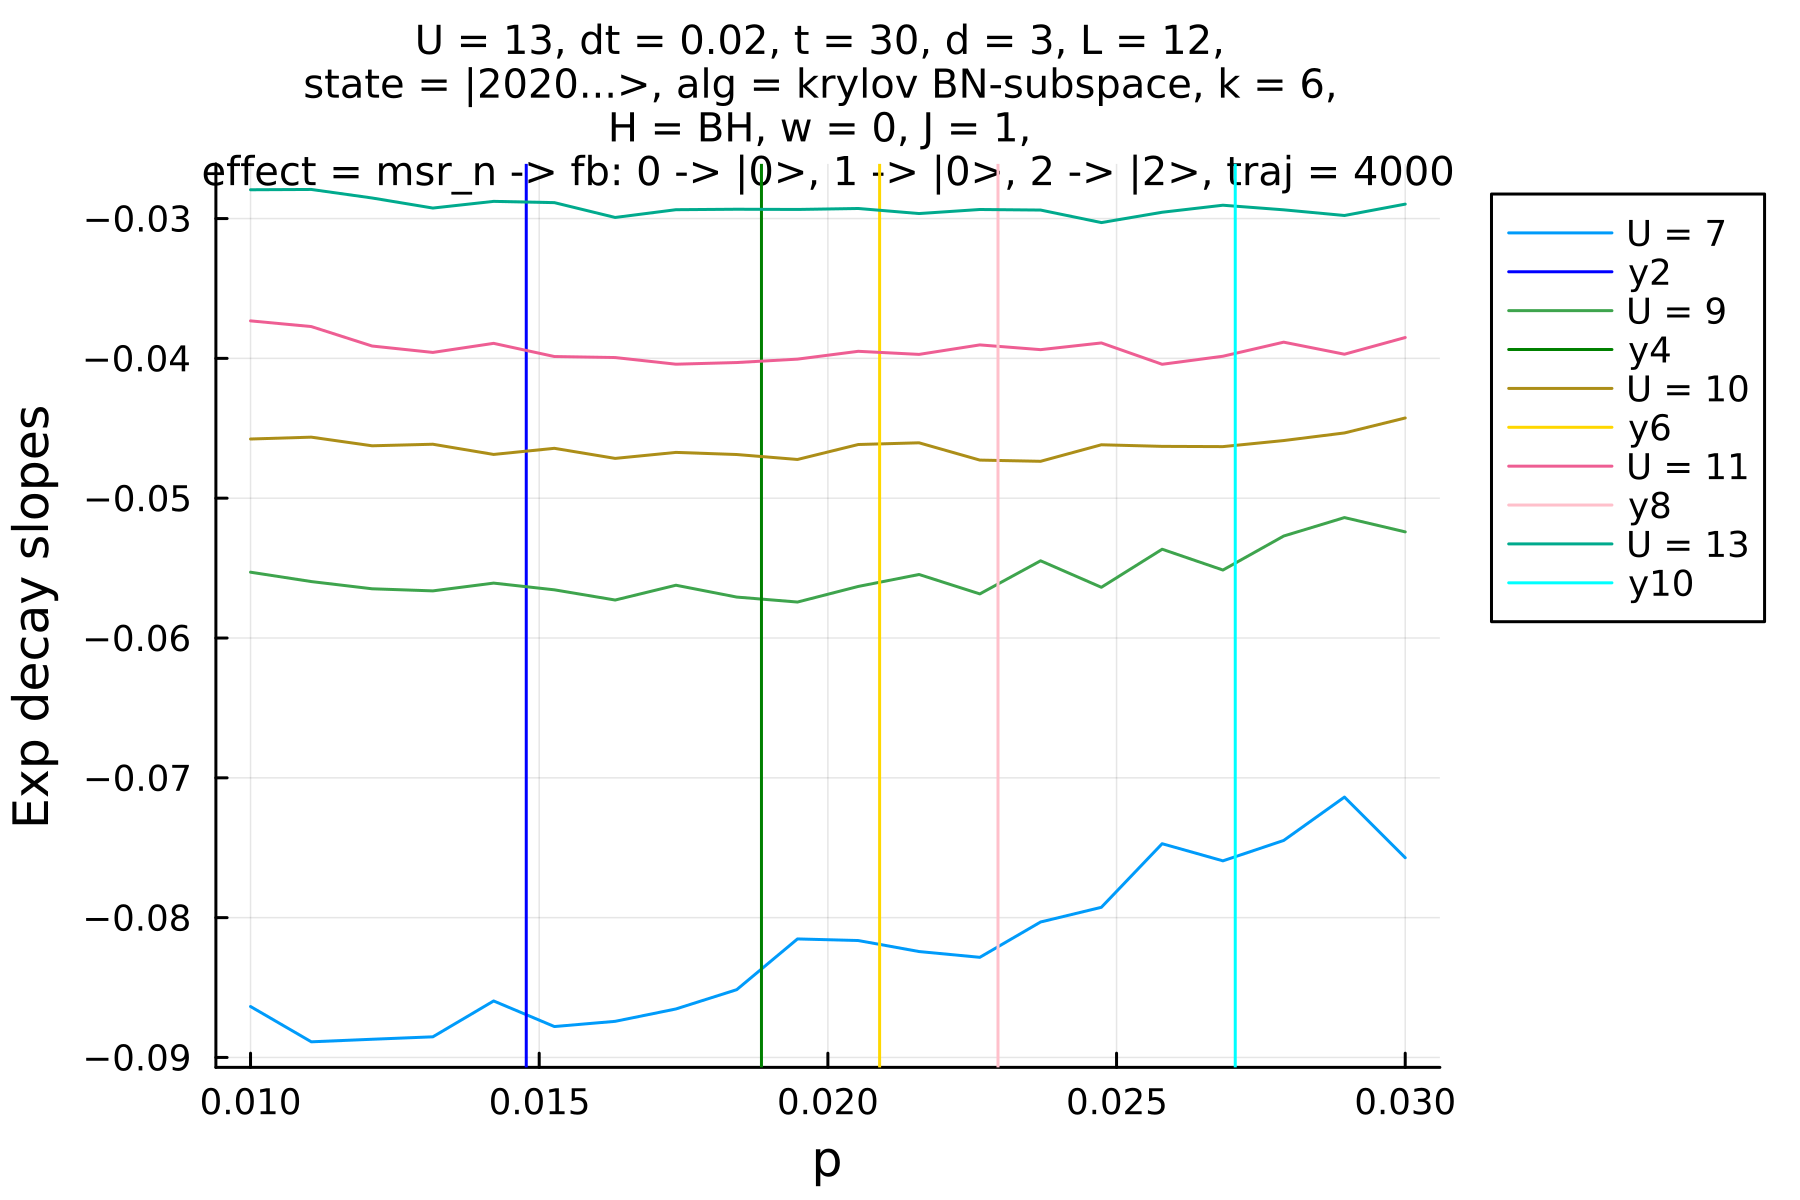 U = 13, dt = 0.02, t = 30, d = 3, L = 12,
state = |2020...>, alg = krylov BN-subspace, k = 6,
H = BH, w = 0, J = 1,
effect = msr_n -> fb: 0 -> |0>, 1 -> |0>, 2 -> |2>, traj = 4000
−0.03
−0.04
−0.05
−0.06
−0.07
−0.08
−0.09
Exp decay slopes
0.010 0.015 0.020 0.025 0.030
p
U = 7
y2
U = 9
y4
U = 10
y6
U = 11
y8
U = 13
y10